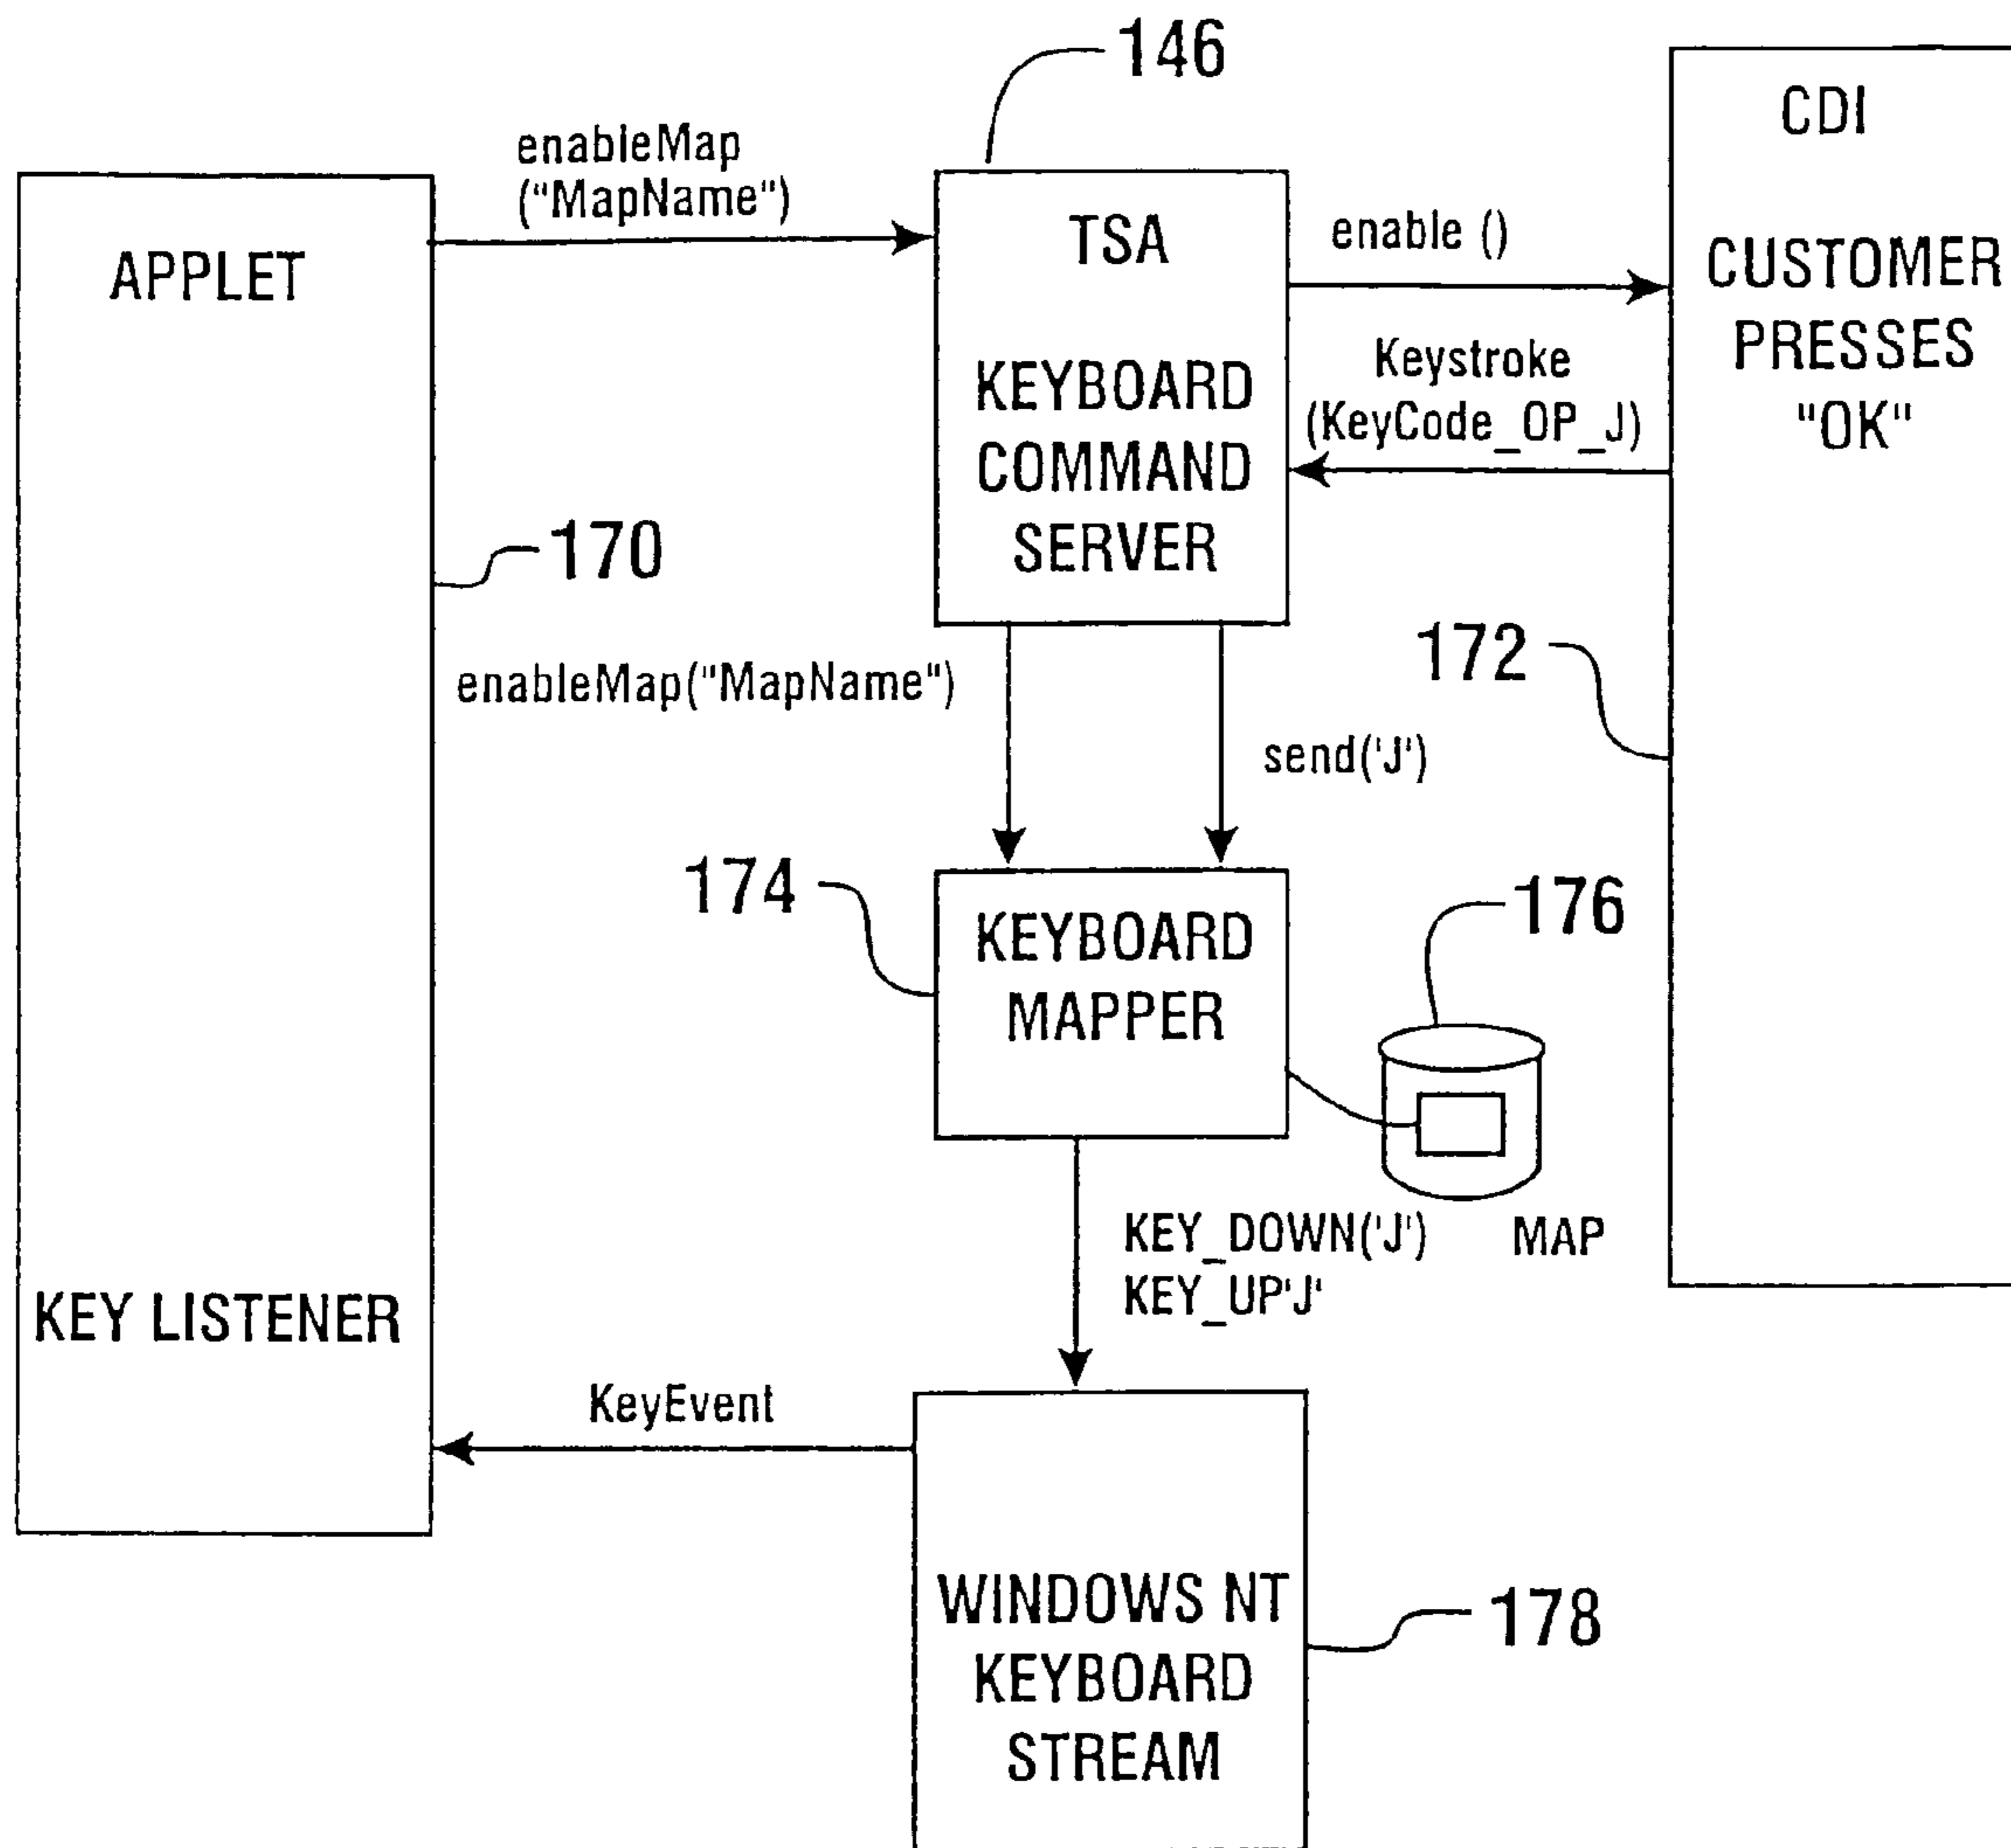 146
enableMap
("MapName")
APPLET
170
KEY LISTENER
TSA
KEYBOARD
COMMAND
SERVER
enable ()
Keystroke
(KeyCode_OP_J)
CDI
CUSTOMER
PRESSES
"OK"
172
enableMap("MapName")
send('J')
174
KEYBOARD
MAPPER
176
MAP
KEY_DOWN('J')
KEY_UP'J'
KeyEvent
WINDOWS NT
KEYBOARD
STREAM
178